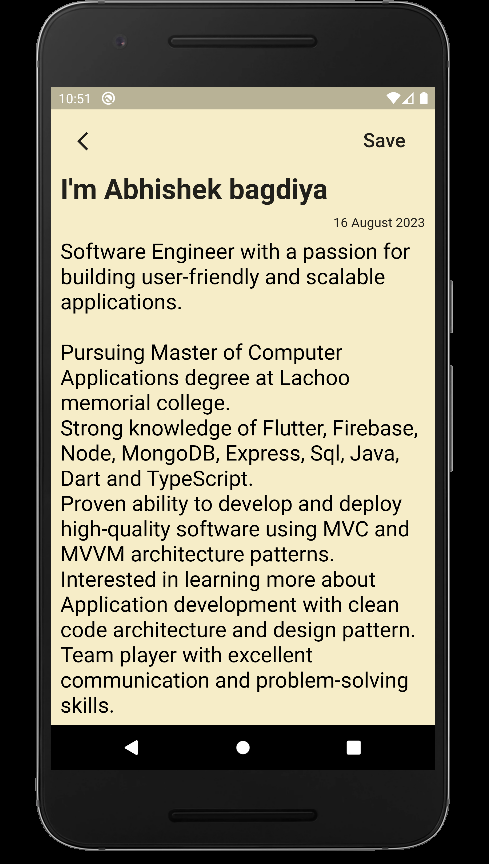 10:51
Save
I'm Abhishek bagdiya
16 August 2023
Software Engineer with a passion for
building user-friendly and scalable
applications.
Pursuing Master of Computer
Applications degree at Lachoo
memorial college.
Strong knowledge of Flutter, Firebase,
Node, MongoDB, Express, Sql, Java,
Dart and TypeScript.
Proven ability to develop and deploy
high-quality software using MVC and
MVVM architecture patterns.
Interested in learning more about
Application development with clean
code architecture and design pattern.
Team player with excellent
communication and problem-solving
skills.